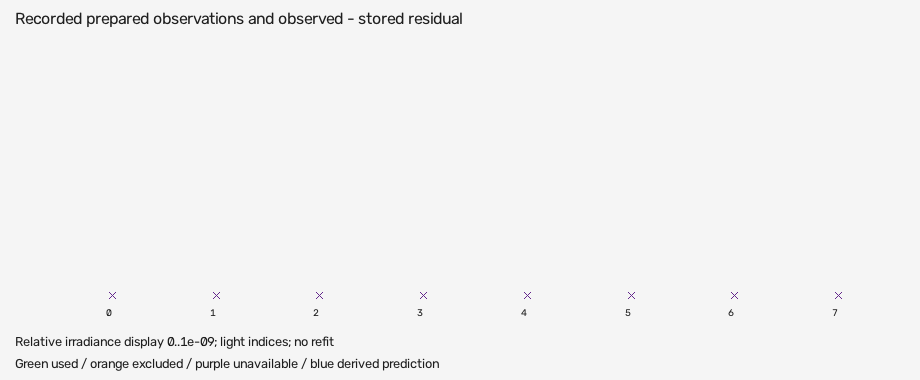 Recorded prepared observations and observed - stored residual
0 1 2 3 4 5 6 7
Relative irradiance display 0..1e-09; light indices; no refit
Green used / orange excluded / purple unavailable / blue derived prediction